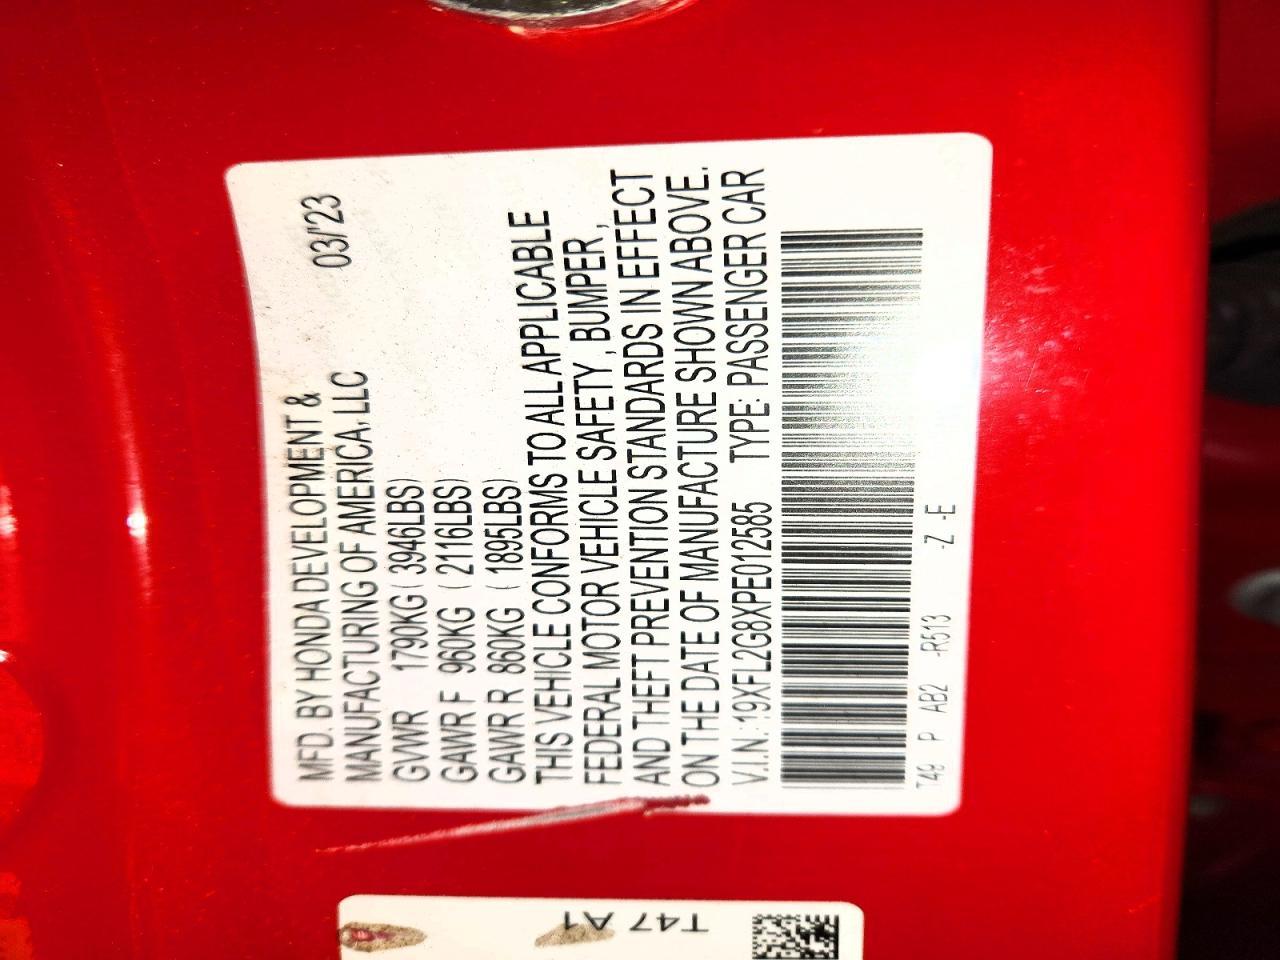 MFD. BY HONDA DEVELOPMENT &
MANUFACTURING OF AMERICA, LLC 03/'23
GVWR 1790KG ( 3946LBS)
GAWR F 960KG ( 2116LBS)
GAWR R 860KG ( 1895LBS)
THIS VEHICLE CONFORMS TO ALL APPLICABLE
FEDERAL MOTOR VEHICLE SAFETY , BUMPER ,
AND THEFT PREVENTION STANDARDS IN EFFECT
ON THE DATE OF MANUFACTURE SHOWN ABOVE.
V.I.N.: 19XFL2G8XPE012585 TYPE: PASSENGER CAR
T48 P AB2 -R513 -Z -E
T47 A1